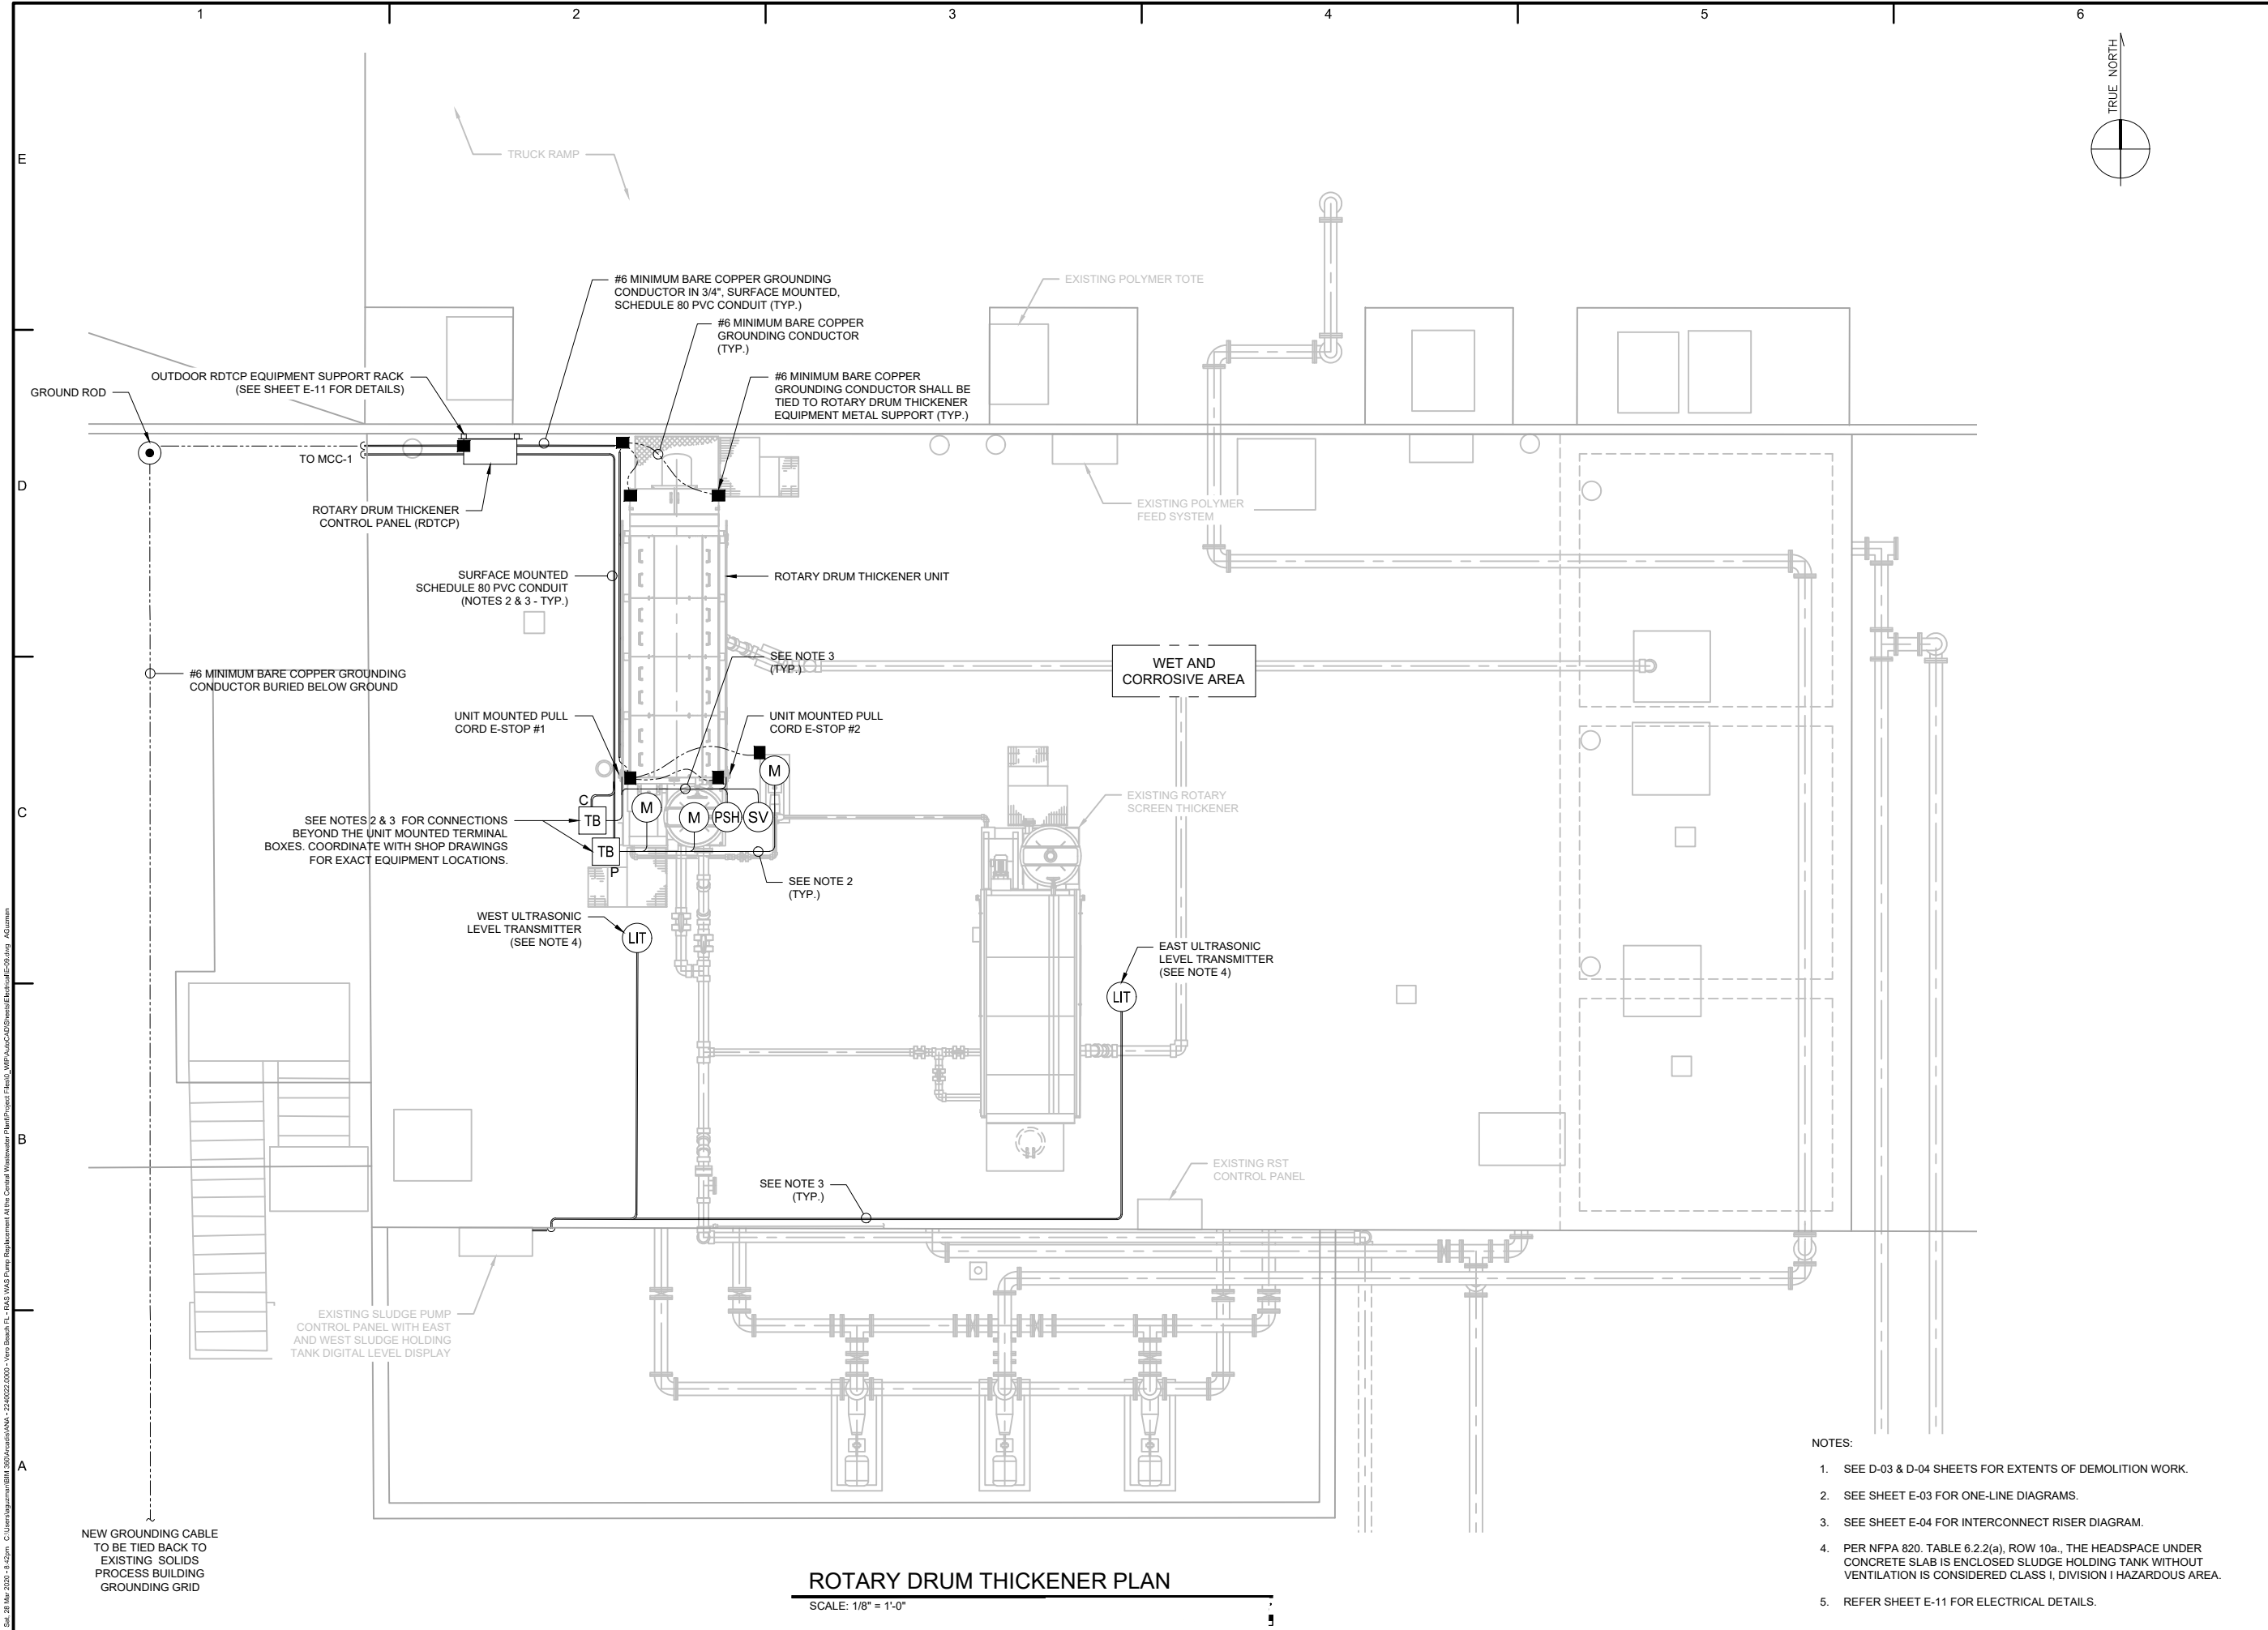 1
2
3
4
5
6
TRUE NORTH
E
TRUCK RAMP
#6 MINIMUM BARE COPPER GROUNDING
CONDUCTOR IN 3/4", SURFACE MOUNTED,
SCHEDULE 80 PVC CONDUIT (TYP.)
EXISTING POLYMER TOTE
#6 MINIMUM BARE COPPER
GROUNDING CONDUCTOR
(TYP.)
OUTDOOR RDTCP EQUIPMENT SUPPORT RACK
(SEE SHEET E-11 FOR DETAILS)
#6 MINIMUM BARE COPPER
GROUNDING CONDUCTOR SHALL BE
TIED TO ROTARY DRUM THICKENER
EQUIPMENT METAL SUPPORT (TYP.)
GROUND ROD
TO MCC-1
D
ROTARY DRUM THICKENER
CONTROL PANEL (RDTCP)
EXISTING POLYMER
FEED SYSTEM
SURFACE MOUNTED
SCHEDULE 80 PVC CONDUIT
(NOTES 2 & 3 - TYP.)
ROTARY DRUM THICKENER UNIT
SEE NOTE 3
(TYP.)
WET AND
CORROSIVE AREA
#6 MINIMUM BARE COPPER GROUNDING
CONDUCTOR BURIED BELOW GROUND
UNIT MOUNTED PULL
CORD E-STOP #1
UNIT MOUNTED PULL
CORD E-STOP #2
M
C
C
TB
M
M
PSH
SV
EXISTING ROTARY
SCREEN THICKENER
SEE NOTES 2 & 3 FOR CONNECTIONS
BEYOND THE UNIT MOUNTED TERMINAL
BOXES. COORDINATE WITH SHOP DRAWINGS
FOR EXACT EQUIPMENT LOCATIONS.
TB
P
SEE NOTE 2
(TYP.)
WEST ULTRASONIC
LEVEL TRANSMITTER
(SEE NOTE 4)
LIT
EAST ULTRASONIC
LEVEL TRANSMITTER
(SEE NOTE 4)
LIT
B
SEE NOTE 3
(TYP.)
EXISTING RST
CONTROL PANEL
EXISTING SLUDGE PUMP
CONTROL PANEL WITH EAST
AND WEST SLUDGE HOLDING
TANK DIGITAL LEVEL DISPLAY
A
NEW GROUNDING CABLE
TO BE TIED BACK TO
EXISTING SOLIDS
PROCESS BUILDING
GROUNDING GRID
ROTARY DRUM THICKENER PLAN
SCALE: 1/8" = 1'-0"
NOTES:
1. SEE D-03 & D-04 SHEETS FOR EXTENTS OF DEMOLITION WORK.
2. SEE SHEET E-03 FOR ONE-LINE DIAGRAMS.
3. SEE SHEET E-04 FOR INTERCONNECT RISER DIAGRAM.
4. PER NFPA 820. TABLE 6.2.2(a), ROW 10a., THE HEADSPACE UNDER
CONCRETE SLAB IS ENCLOSED SLUDGE HOLDING TANK WITHOUT
VENTILATION IS CONSIDERED CLASS I, DIVISION I HAZARDOUS AREA.
5. REFER SHEET E-11 FOR ELECTRICAL DETAILS.